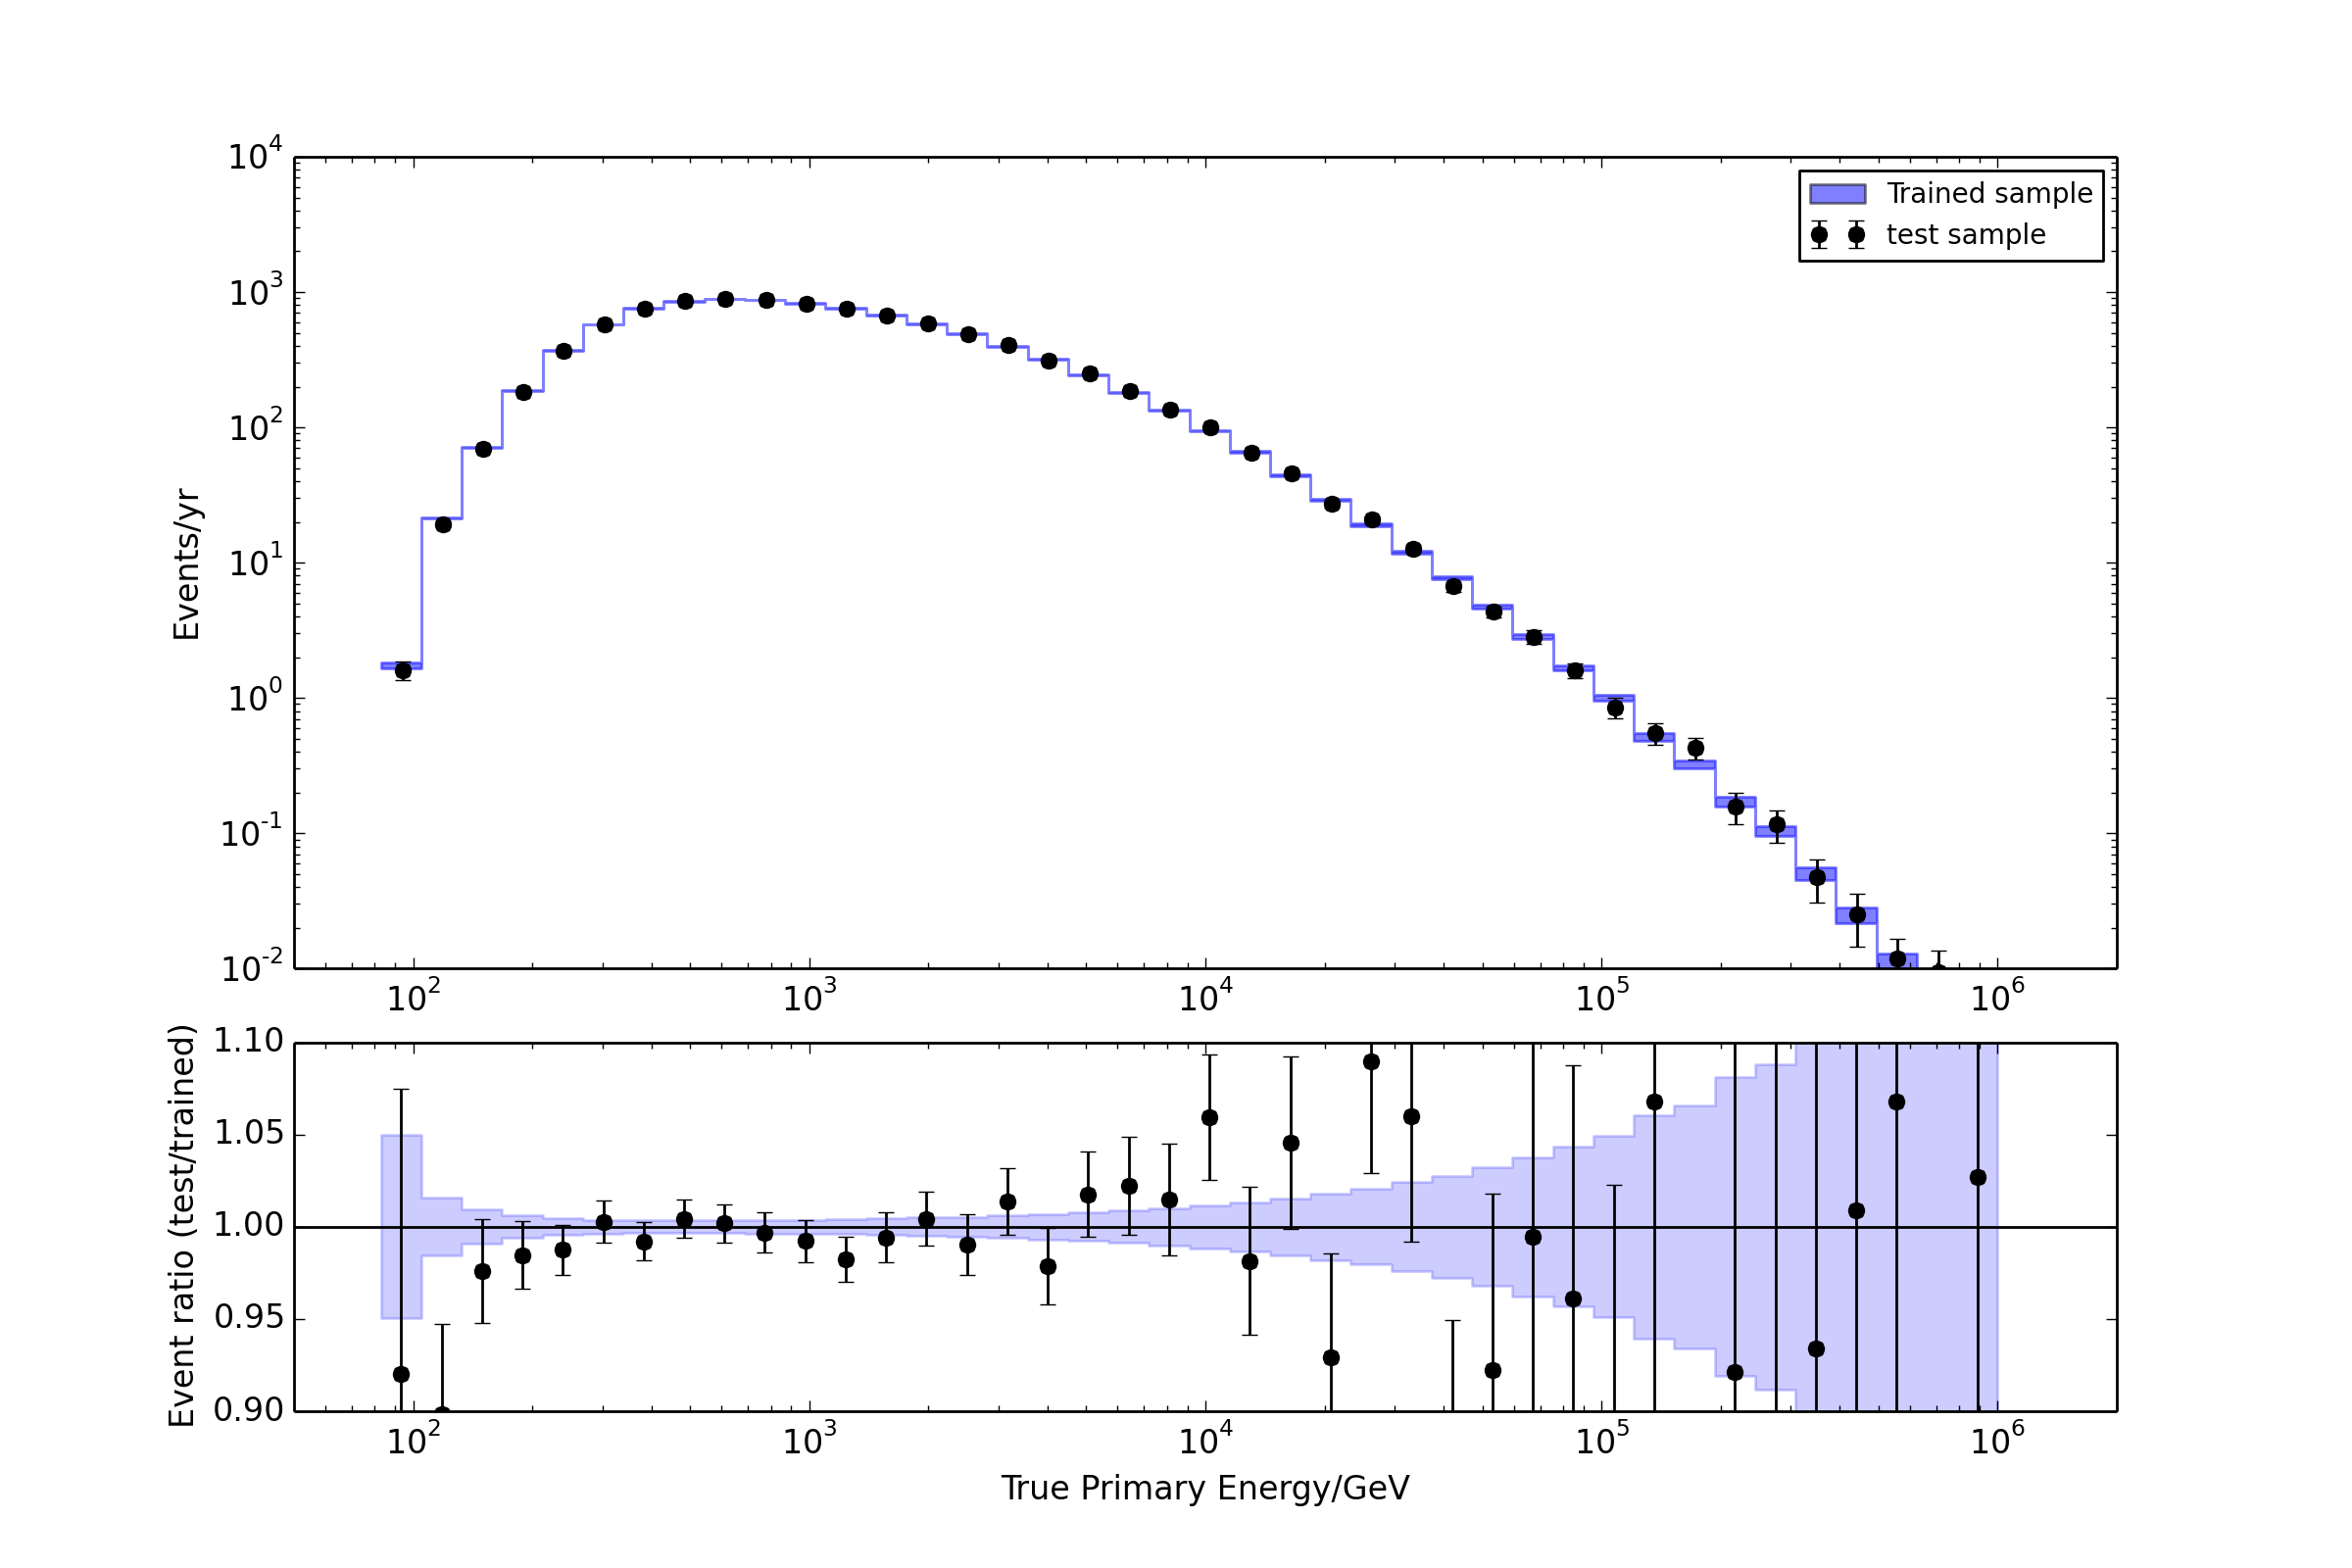 10^4
10^3
10^2
10^1
10^0
10^-1
10^-2
Events/yr
Trained sample
test sample
10^2 10^3 10^4 10^5 10^6
1.10
1.05
1.00
0.95
0.90
Event ratio (test/trained)
10^2 10^3 10^4 10^5 10^6
True Primary Energy/GeV